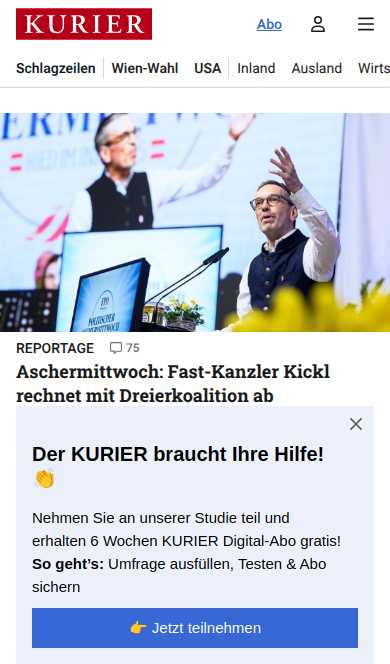 KURIER
Abo
Schlagzeilen
Wien-Wahl
USA
Inland
Ausland
Wirts
REPORTAGE
75
Aschermittwoch: Fast-Kanzler Kickl
rechnet mit Dreierkoalition ab
Der KURIER braucht Ihre Hilfe!
👏
Nehmen Sie an unserer Studie teil und
erhalten 6 Wochen KURIER Digital-Abo gratis!
So geht's: Umfrage ausfüllen, Testen & Abo
sichern
👉 Jetzt teilnehmen